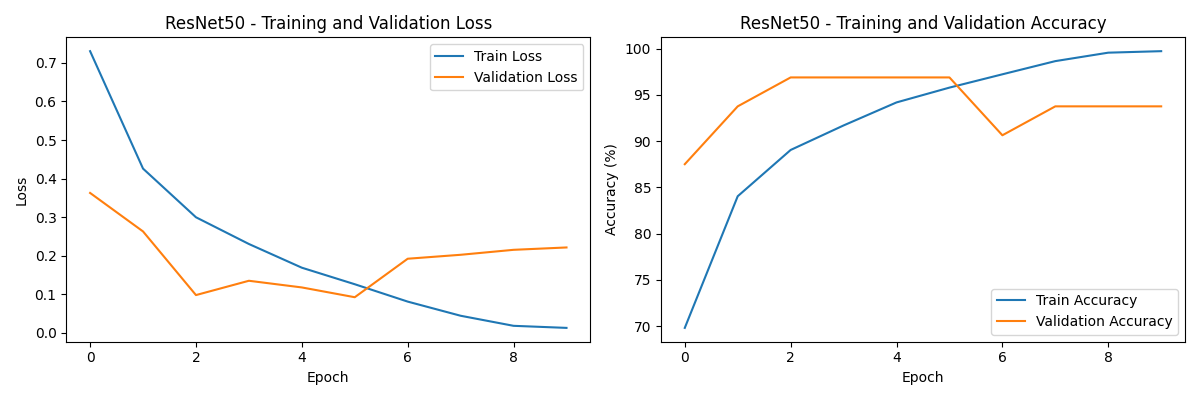 ResNet50 - Training and Validation Loss
Train Loss
Validation Loss
Loss
0.7
0.6
0.5
0.4
0.3
0.2
0.1
0.0
0 2 4 6 8
Epoch
ResNet50 - Training and Validation Accuracy
Accuracy (%)
100
95
90
85
80
75
70
Train Accuracy
Validation Accuracy
0 2 4 6 8
Epoch